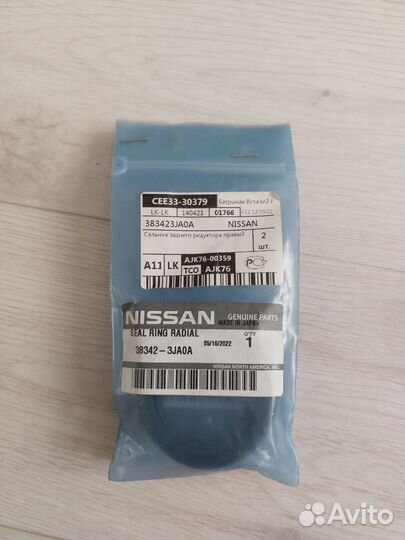 CEE33-30379
LK-LK 140423 01766
383423JA0A NISSAN
Сальник заднего редуктора правый 2
шт.
A11 LK AJK76-00359
TCO AJK76
NISSAN GENUINE PARTS
MADE IN JAPAN
SEAL RING RADIAL Q'TY
38342-3JA0A 05/16/2022 1
NISSAN NORTH AMERICA, INC.
Avito